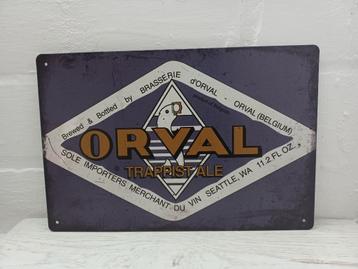 Brewed & Bottled by BRASSERIE d'ORVAL - ORVAL (BELGIUM)
ORVAL
TRAPPIST ALE
SOLE IMPORTERS MERCHANT DU VIN SEATTLE, WA 11.2 FL OZ.